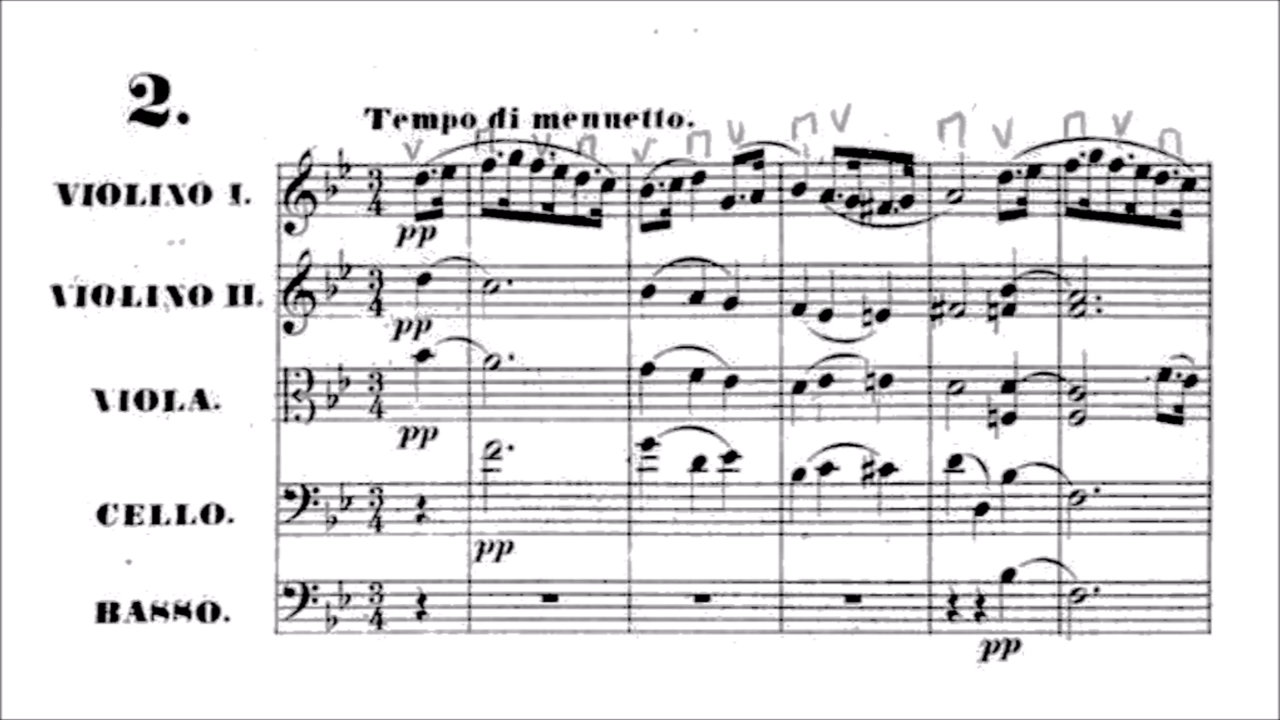 2.
Tempo di menuetto.
VIOLINO I.
pp
VIOLINO II.
pp
VIOLA.
pp
CELLO.
pp
BASSO.
pp